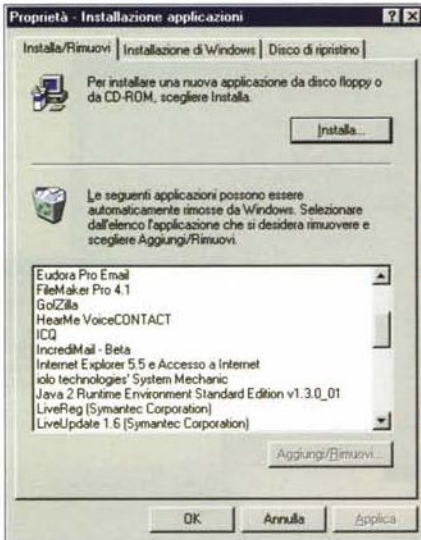 Proprietà - Installazione applicazioni
Installa/Rimuovi
Installazione di Windows
Disco di ripristino
Per installare una nuova applicazione da disco floppy o
da CD-ROM, scegliere Installa.
Installa...
Le seguenti applicazioni possono essere
automaticamente rimosse da Windows. Selezionare
dall'elenco l'applicazione che si desidera rimuovere e
scegliere Aggiungi/Rimuovi.
Eudora Pro Email
FileMaker Pro 4.1
Go!Zilla
HearMe VoiceCONTACT
ICQ
IncrediMail - Beta
Internet Explorer 5.5 e Accesso a Internet
iolo technologies' System Mechanic
Java 2 Runtime Environment Standard Edition v1.3.0_01
LiveReg (Symantec Corporation)
LiveUpdate 1.6 (Symantec Corporation)
Aggiungi/Rimuovi...
OK
Annulla
Applica